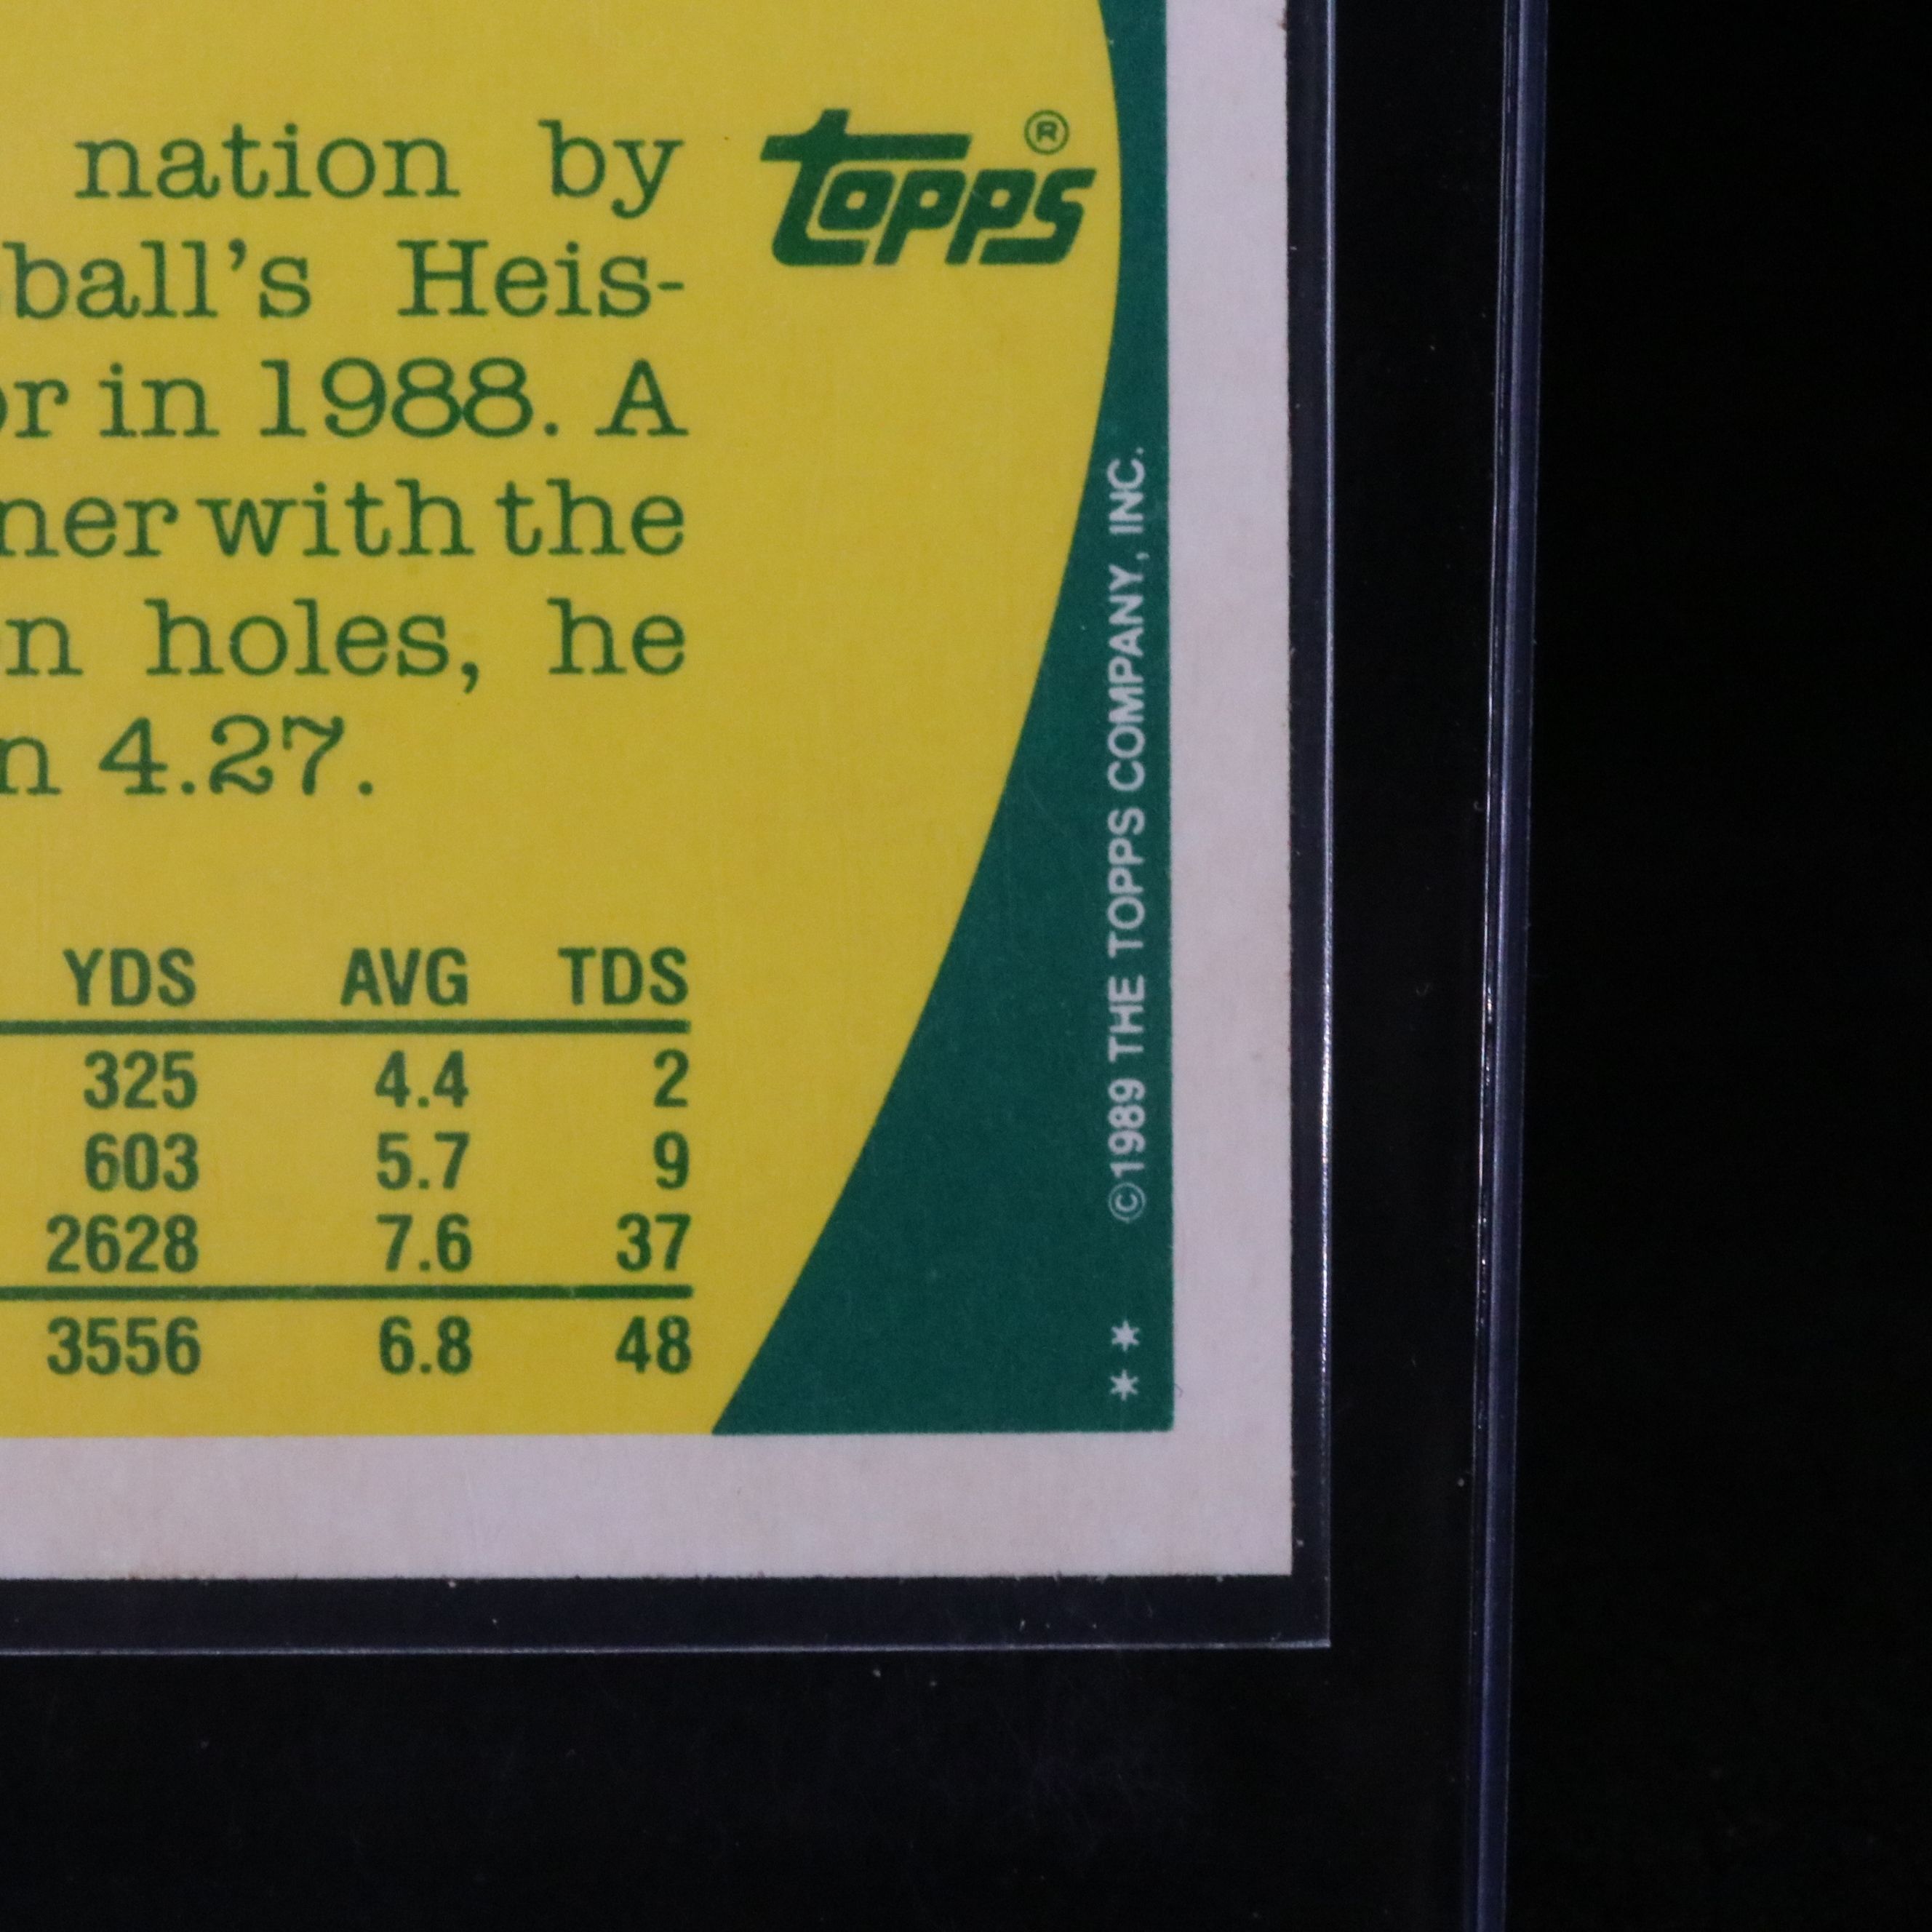 nation by
ball's Heis-
or in 1988. A
ner with the
n holes, he
n 4.27.
topps®
YDS AVG TDS
325 4.4 2
603 5.7 9
2628 7.6 37
3556 6.8 48
©1989 THE TOPPS COMPANY, INC.
**